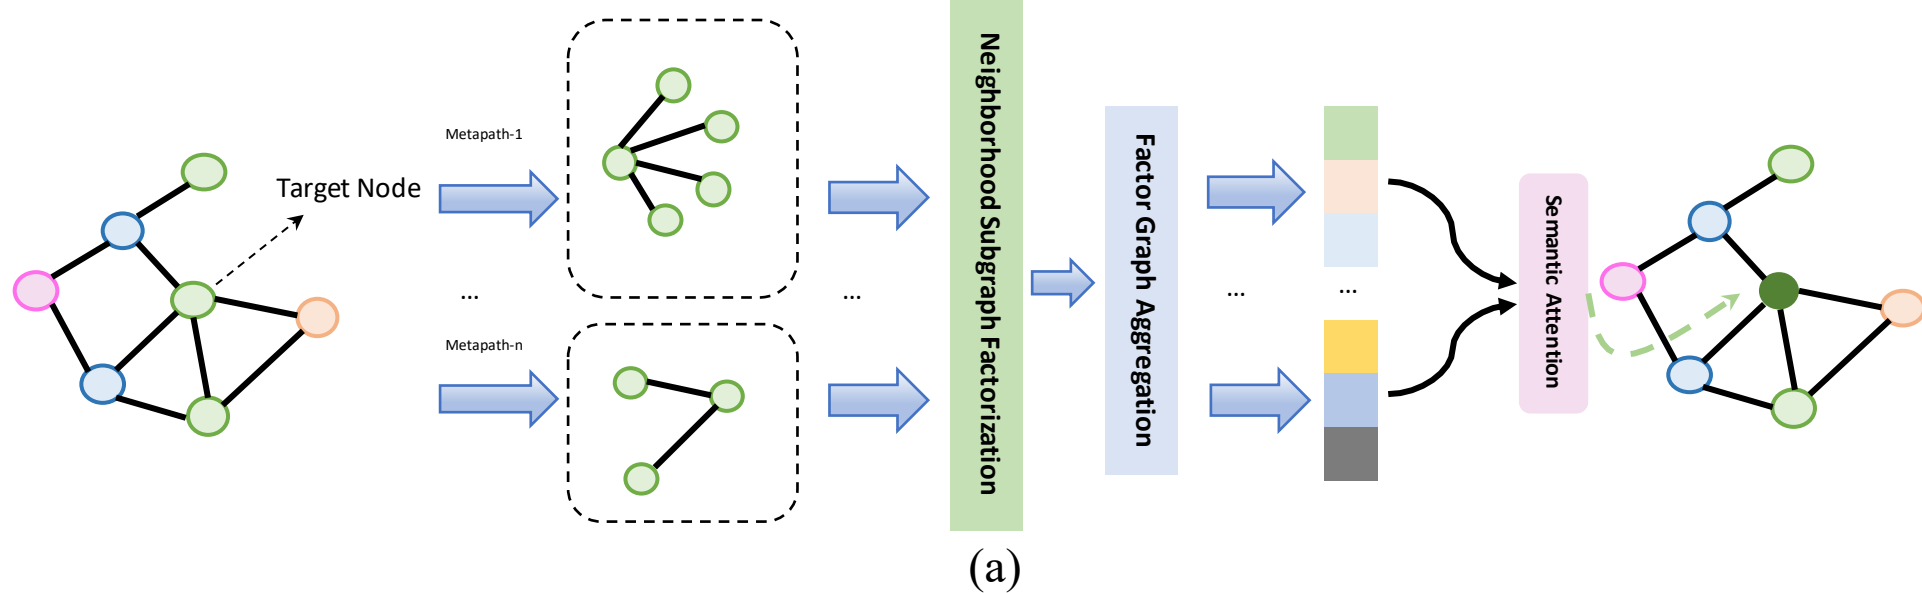 Target Node
Metapath-1
...
Metapath-n
...
Neighborhood Subgraph Factorization
Factor Graph Aggregation
...
...
Semantic Attention
(a)